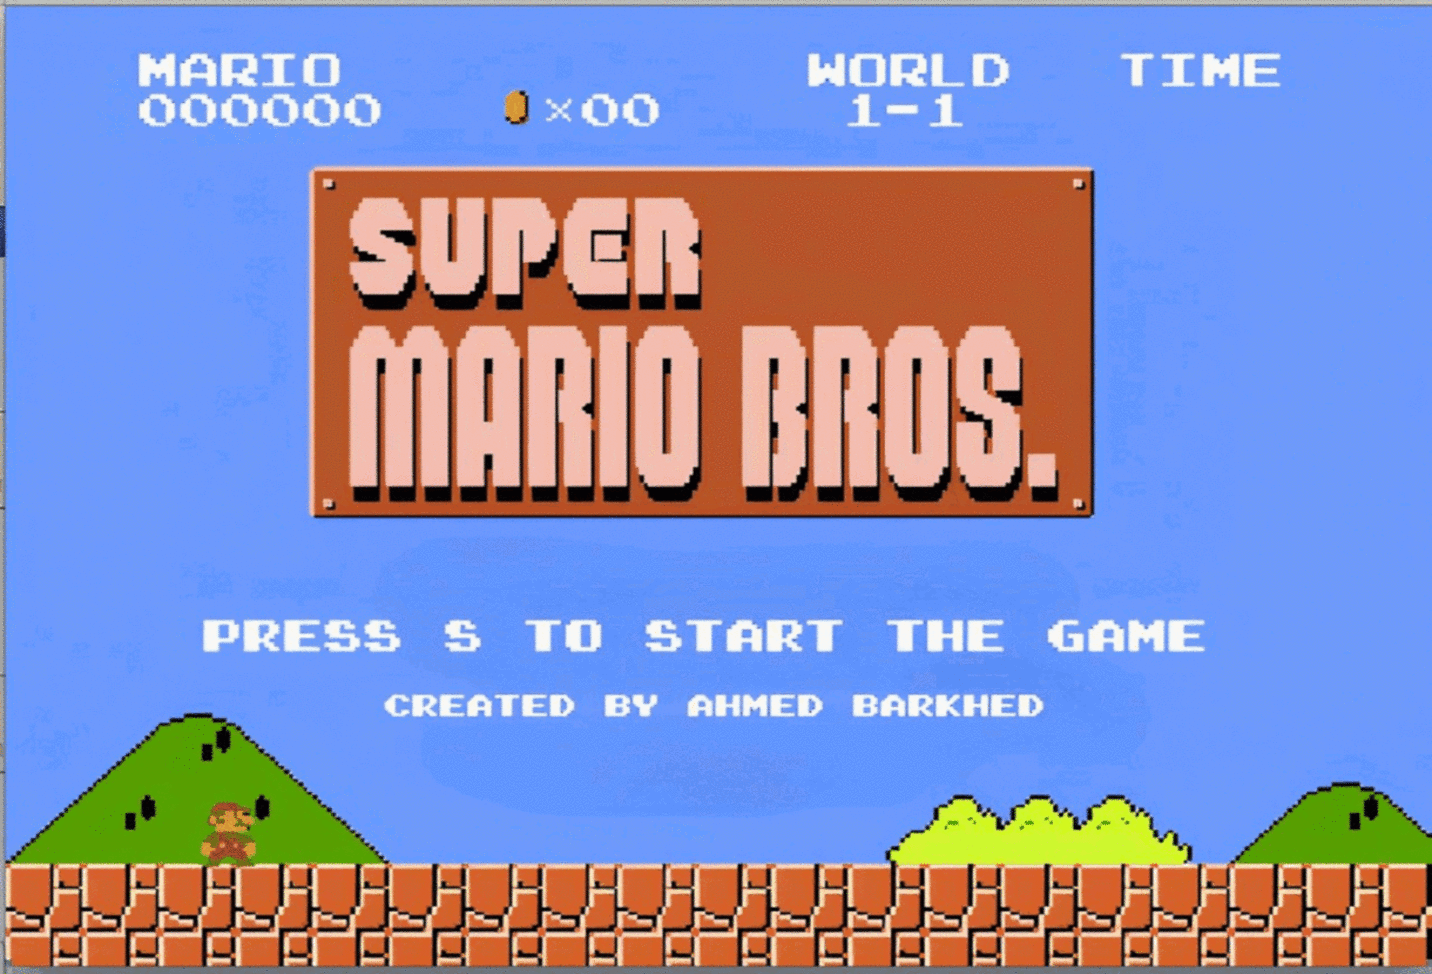 MARIO WORLD TIME
000000 ×00 1-1
SUPER
MARIO BROS.
PRESS S TO START THE GAME
CREATED BY AHMED BARKHED